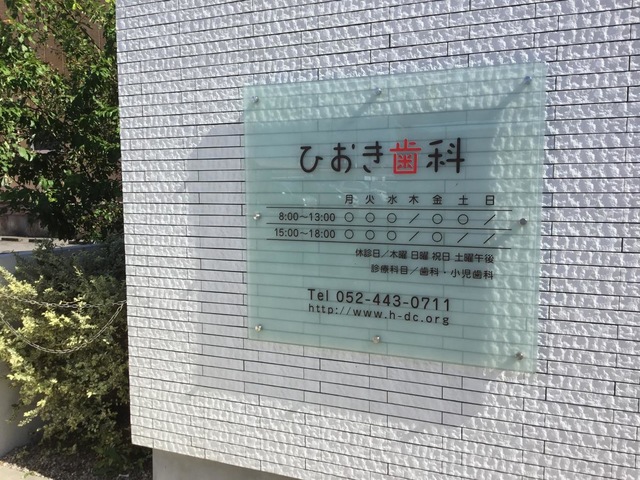 ひおき歯科
月 火 水 木 金 土 日
8:00～13:00 ○ ○ ○ ／ ○ ○ ／
15:00～18:00 ○ ○ ○ ／ ○ ／ ／
休診日／木曜 日曜 祝日 土曜午後
診療科目／歯科・小児歯科
Tel 052-443-0711
http://www.h-dc.org